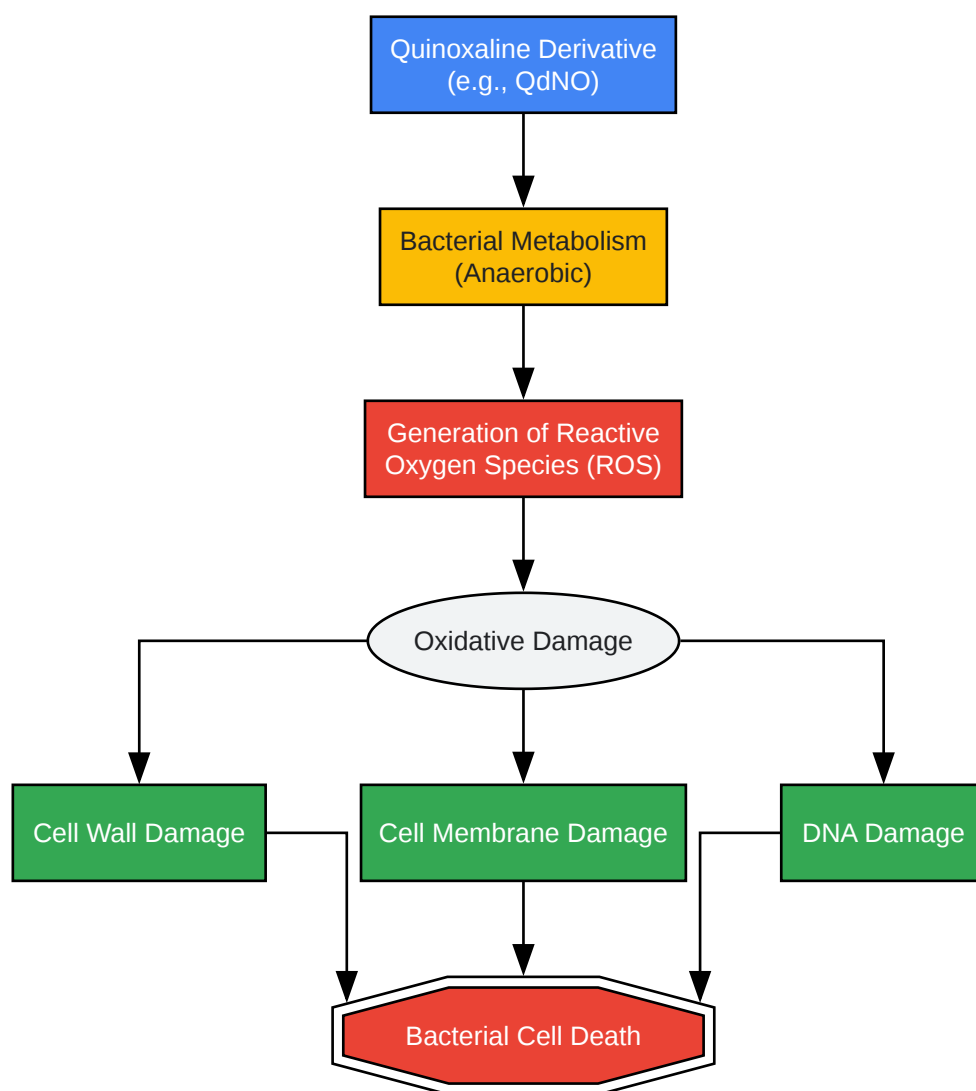 Quinoxaline Derivative
(e.g., QdNO)
Bacterial Metabolism
(Anaerobic)
Generation of Reactive
Oxygen Species (ROS)
Oxidative Damage
Cell Wall Damage
Cell Membrane Damage
DNA Damage
Bacterial Cell Death